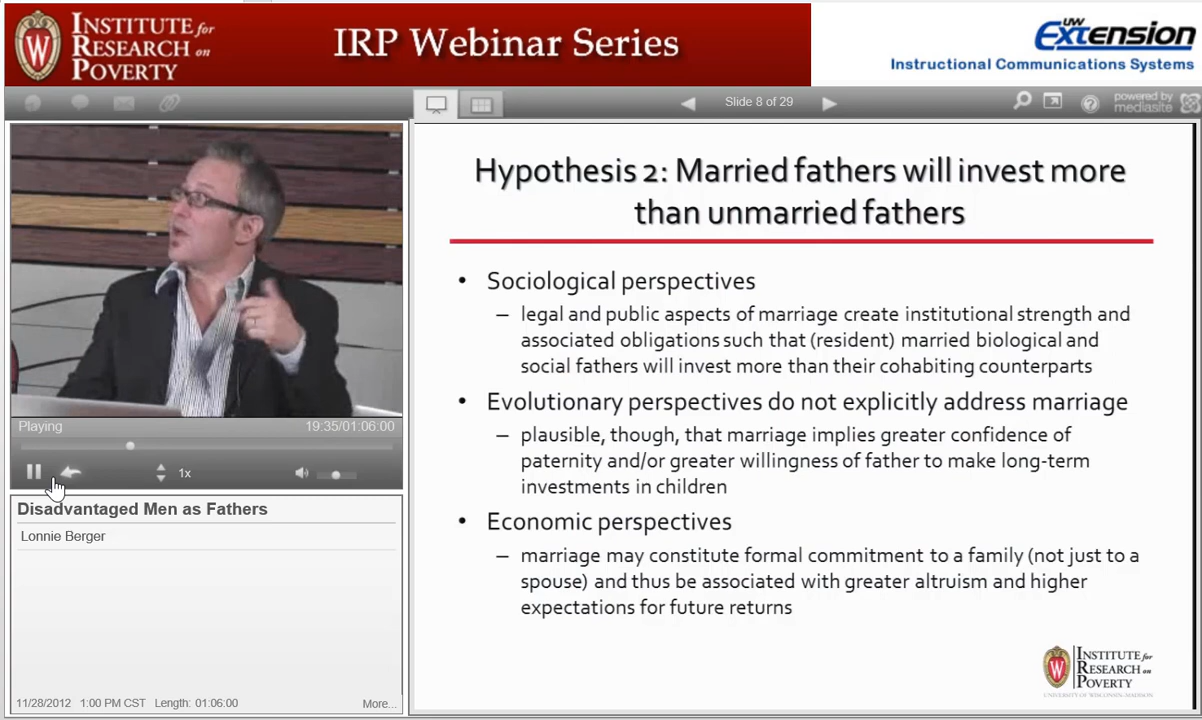 INSTITUTE for
RESEARCH on
POVERTY
IRP Webinar Series
UW
Extension
Instructional Communications Systems
Slide 8 of 29
powered by
mediasite
Playing
19:35/01:06:00
1x
Disadvantaged Men as Fathers
Lonnie Berger
11/28/2012 1:00 PM CST Length: 01:06:00
More...
Hypothesis 2: Married fathers will invest more
than unmarried fathers
• Sociological perspectives
– legal and public aspects of marriage create institutional strength and
associated obligations such that (resident) married biological and
social fathers will invest more than their cohabiting counterparts
• Evolutionary perspectives do not explicitly address marriage
– plausible, though, that marriage implies greater confidence of
paternity and/or greater willingness of father to make long-term
investments in children
• Economic perspectives
– marriage may constitute formal commitment to a family (not just to a
spouse) and thus be associated with greater altruism and higher
expectations for future returns
INSTITUTE for
RESEARCH on
POVERTY
UNIVERSITY OF WISCONSIN–MADISON